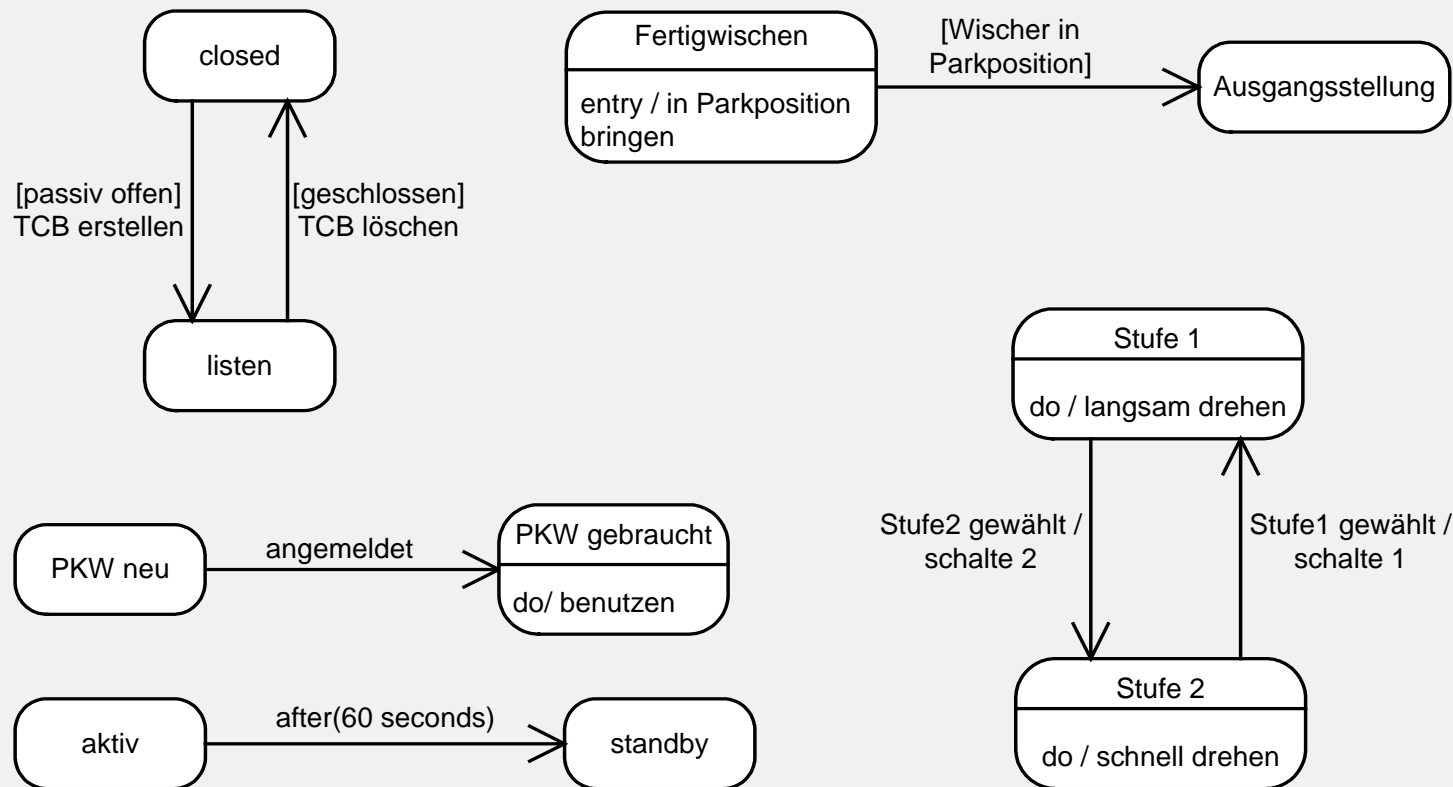 closed
[passiv offen]
TCB erstellen
[geschlossen]
TCB löschen
listen
Fertigwischen
entry / in Parkposition
bringen
[Wischer in
Parkposition]
Ausgangsstellung
PKW neu
angemeldet
PKW gebraucht
do/ benutzen
aktiv
after(60 seconds)
standby
Stufe 1
do / langsam drehen
Stufe2 gewählt /
schalte 2
Stufe1 gewählt /
schalte 1
Stufe 2
do / schnell drehen